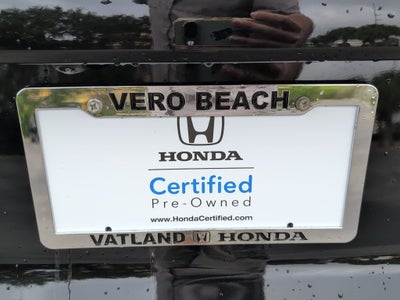 VERO BEACH
HONDA
Certified
Pre-Owned
www.HondaCertified.com
VATLAND HONDA